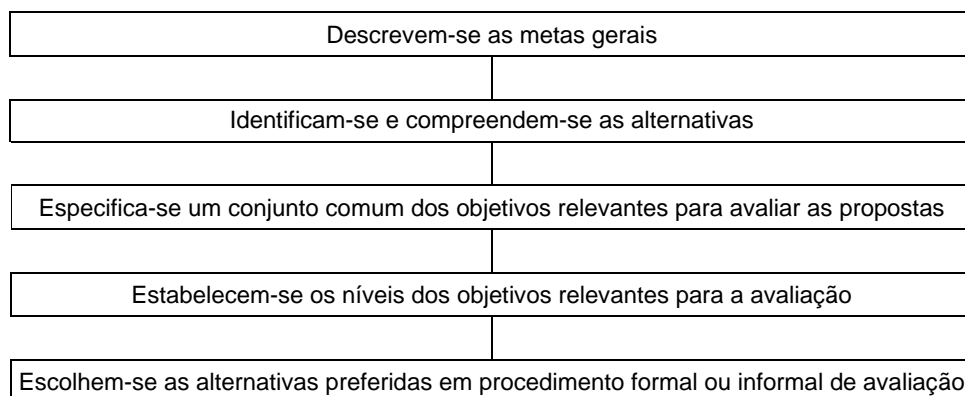 Descrevem-se as metas gerais
Identificam-se e compreendem-se as alternativas
Especifica-se um conjunto comum dos objetivos relevantes para avaliar as propostas
Estabelecem-se os níveis dos objetivos relevantes para a avaliação
Escolhem-se as alternativas preferidas em procedimento formal ou informal de avaliação